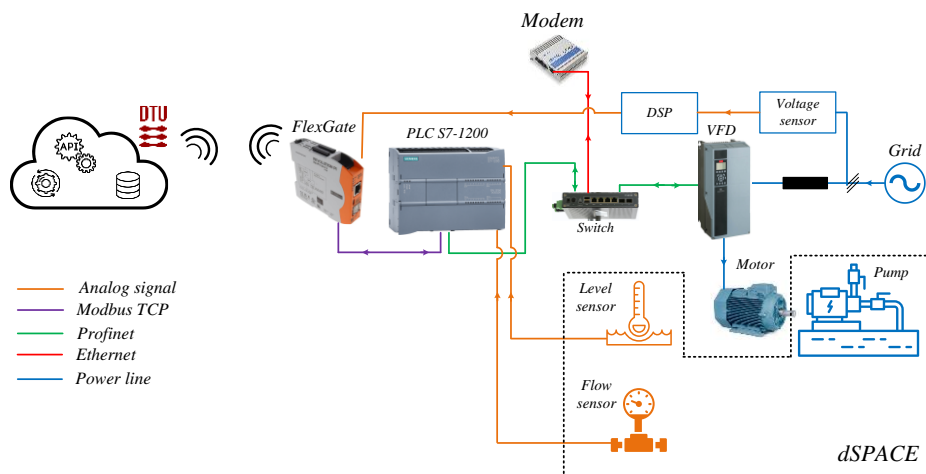 Modem
DTU
API
FlexGate
PLC S7-1200
DSP
Voltage
sensor
VFD
Grid
Switch
Motor
Pump
Level
sensor
Flow
sensor
Analog signal
Modbus TCP
Profinet
Ethernet
Power line
dSPACE